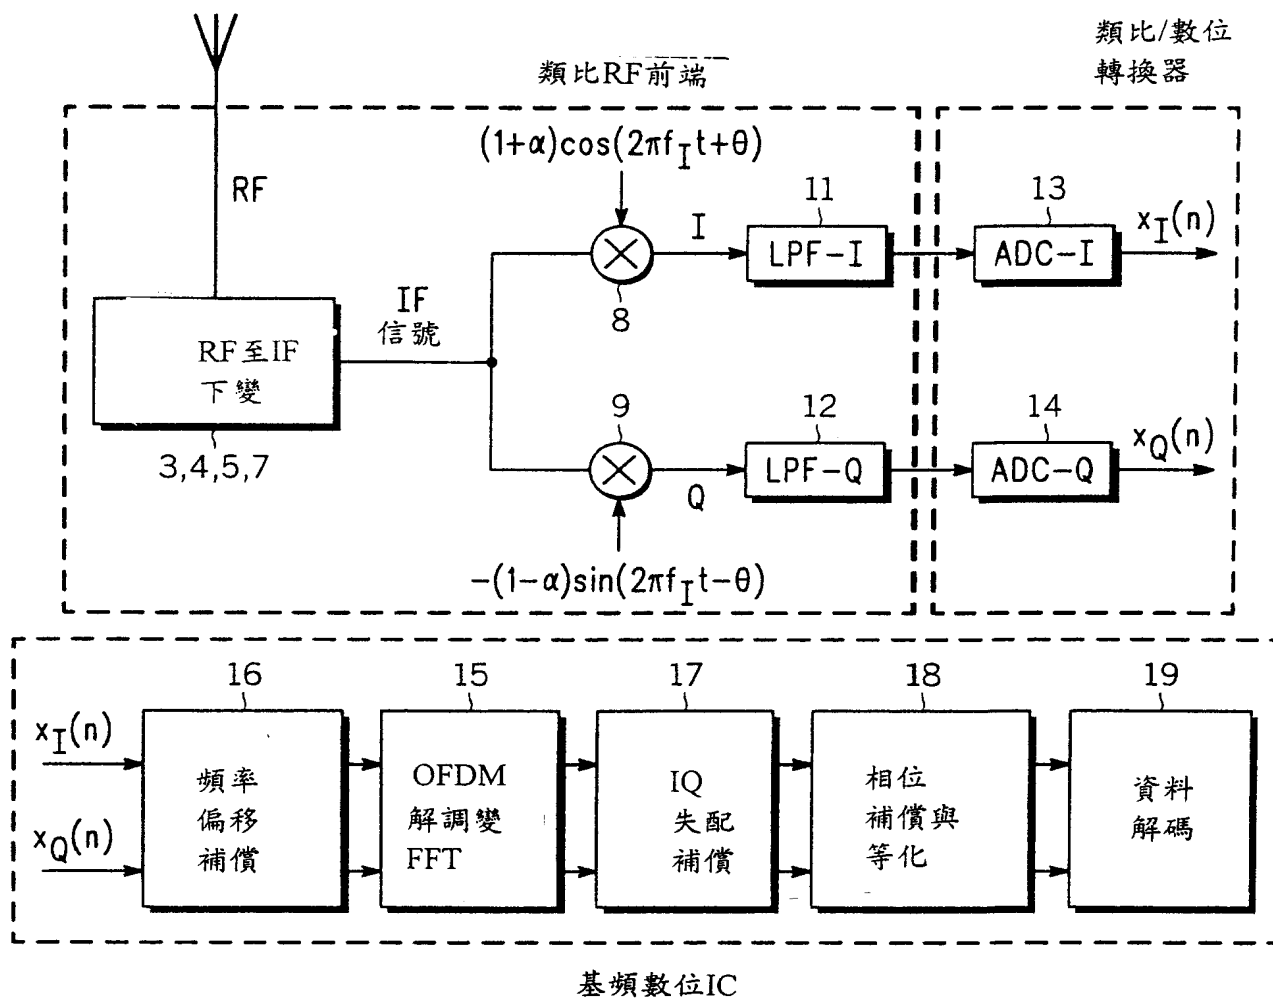 類比RF前端
類比/數位
轉換器
(1+α)cos(2πf_I t+θ)
RF
I
11
13
x_I(n)
LPF-I
ADC-I
8
IF
信號
RF至IF
下變
3,4,5,7
9
12
14
x_Q(n)
LPF-Q
ADC-Q
Q
-(1-α)sin(2πf_I t-θ)
16
15
17
18
19
x_I(n)
x_Q(n)
頻率
偏移
補償
OFDM
解調變
FFT
IQ
失配
補償
相位
補償與
等化
資料
解碼
基頻數位IC